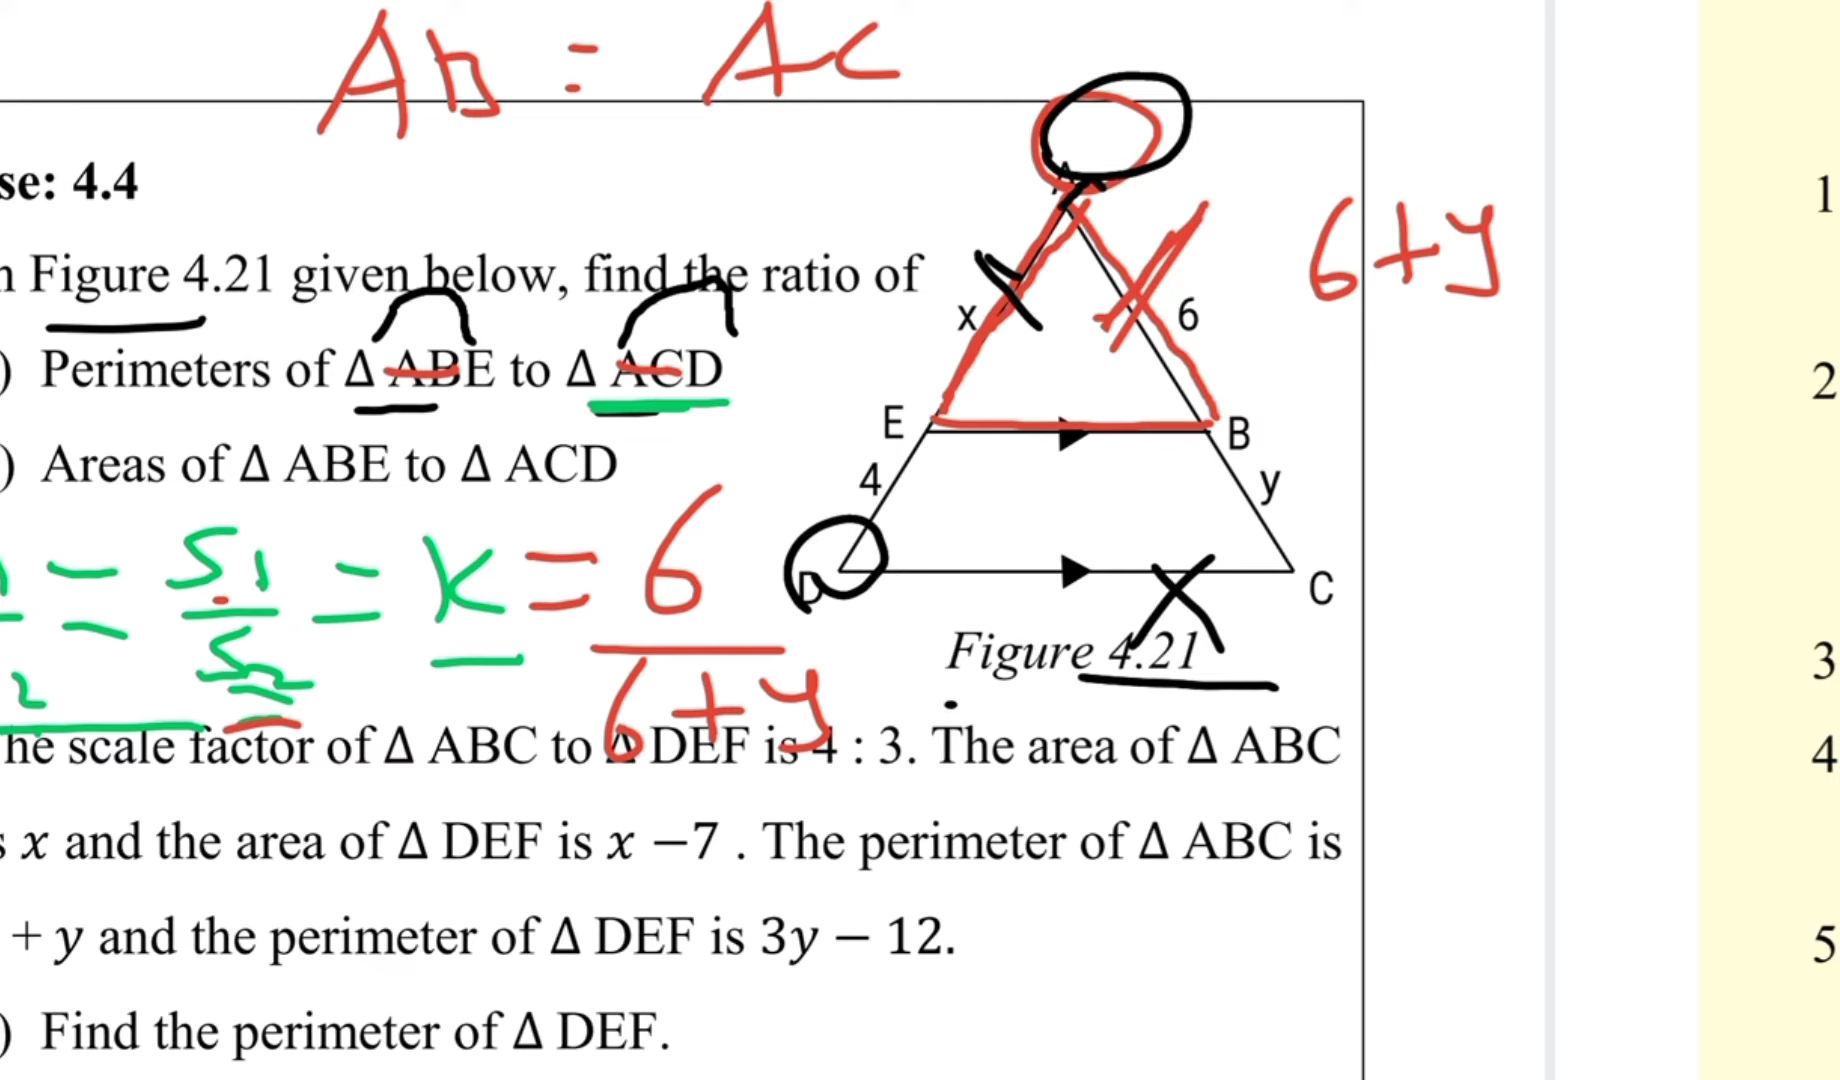 AB = AC
se: 4.4
n Figure 4.21 given below, find the ratio of
) Perimeters of Δ ABE to Δ ACD
) Areas of Δ ABE to Δ ACD
= S1 / S2 = K = 6 / 6+y
2
A
x
6
6+y
E
B
4
y
D
C
Figure 4.21
he scale factor of Δ ABC to Δ DEF is 4 : 3. The area of Δ ABC
s x and the area of Δ DEF is x −7 . The perimeter of Δ ABC is
+ y and the perimeter of Δ DEF is 3y − 12.
) Find the perimeter of Δ DEF.
1
2
3
4
5